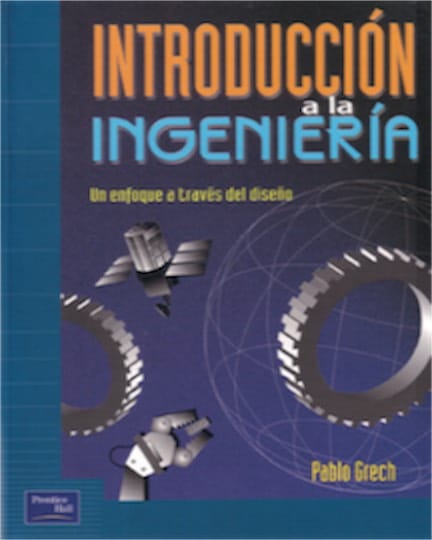 INTRODUCCIÓN
a la
INGENIERÍA
Un enfoque a través del diseño
Pablo Grech
Prentice
Hall